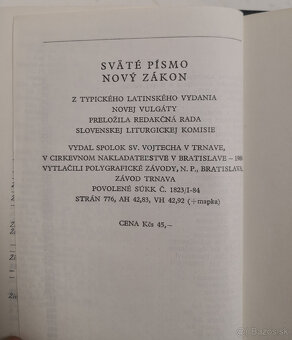 SVÄTÉ PÍSMO
NOVÝ ZÁKON
Z TYPICKÉHO LATINSKÉHO VYDANIA
NOVEJ VULGÁTY
PRELOŽILA REDAKČNÁ RADA
SLOVENSKEJ LITURGICKEJ KOMISIE
VYDAL SPOLOK SV. VOJTECHA V TRNAVE,
V CIRKEVNOM NAKLADATEĽSTVE V BRATISLAVE –
VYTLAČILI POLYGRAFICKÉ ZÁVODY, N. P., BRATISLAVA
ZÁVOD TRNAVA
POVOLENÉ SÚKK Č. 1823/I-84
STRÁN 776, AH 42,83, VH 42,92 (+mapka)
CENA Kčs 45,–
bazar.sk